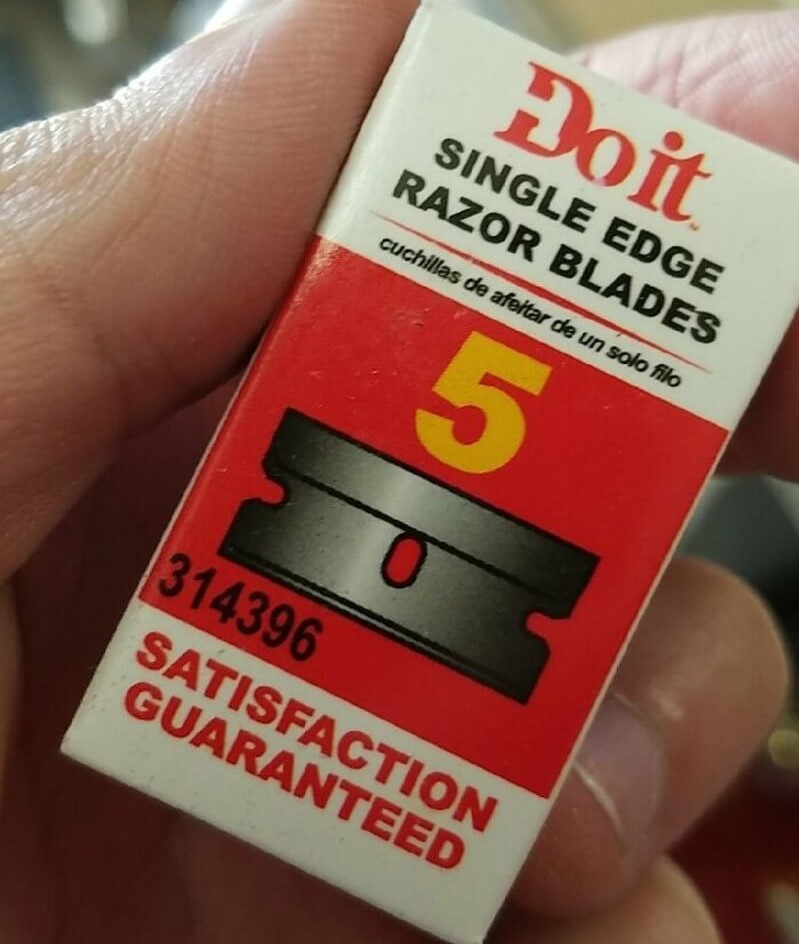 Do it
SINGLE EDGE
RAZOR BLADES
cuchillas de afeitar de un solo filo
5
314396
SATISFACTION
GUARANTEED